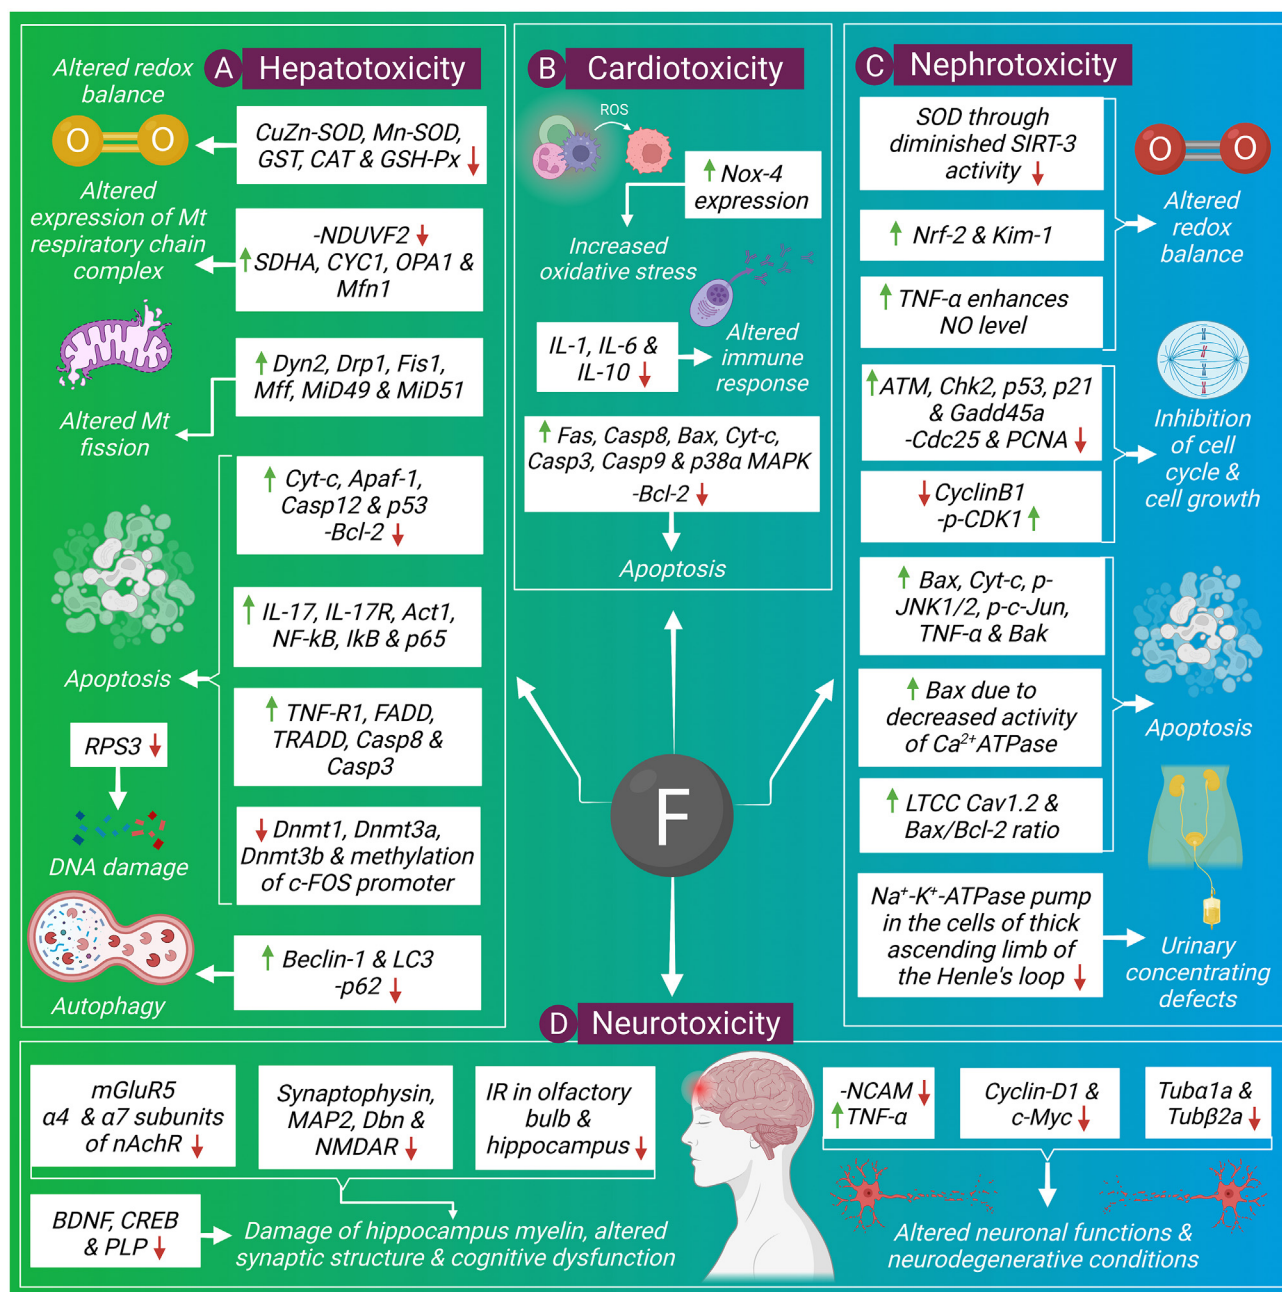 A Hepatotoxicity
Altered redox
balance
O O
CuZn-SOD, Mn-SOD,
GST, CAT & GSH-Px
Altered
expression of Mt
respiratory chain
complex
-NDUVF2
SDHA, CYC1, OPA1 &
Mfn1
Dyn2, Drp1, Fis1,
Mff, MiD49 & MiD51
Altered Mt
fission
Cyt-c, Apaf-1,
Casp12 & p53
-Bcl-2
IL-17, IL-17R, Act1,
NF-kB, IkB & p65
Apoptosis
TNF-R1, FADD,
TRADD, Casp8 &
Casp3
RPS3
DNA damage
Dnmt1, Dnmt3a,
Dnmt3b & methylation
of c-FOS promoter
Beclin-1 & LC3
-p62
Autophagy
B Cardiotoxicity
ROS
Nox-4
expression
Increased
oxidative stress
IL-1, IL-6 &
IL-10
Altered
immune
response
Fas, Casp8, Bax, Cyt-c,
Casp3, Casp9 & p38α MAPK
-Bcl-2
Apoptosis
F
C Nephrotoxicity
SOD through
diminished SIRT-3
activity
O O
Nrf-2 & Kim-1
Altered
redox
balance
TNF-α enhances
NO level
ATM, Chk2, p53, p21
& Gadd45a
-Cdc25 & PCNA
CyclinB1
-p-CDK1
Inhibition
of cell
cycle &
cell growth
Bax, Cyt-c, p-
JNK1/2, p-c-Jun,
TNF-α & Bak
Bax due to
decreased activity
of Ca²⁺ATPase
Apoptosis
LTCC Cav1.2 &
Bax/Bcl-2 ratio
Na⁺-K⁺-ATPase pump
in the cells of thick
ascending limb of
the Henle's loop
Urinary
concentrating
defects
D Neurotoxicity
mGluR5
α4 & α7 subunits
of nAchR
Synaptophysin,
MAP2, Dbn &
NMDAR
IR in olfactory
bulb &
hippocampus
BDNF, CREB
& PLP
Damage of hippocampus myelin, altered
synaptic structure & cognitive dysfunction
-NCAM
TNF-α
Cyclin-D1 &
c-Myc
Tubα1a &
Tubβ2a
Altered neuronal functions &
neurodegenerative conditions